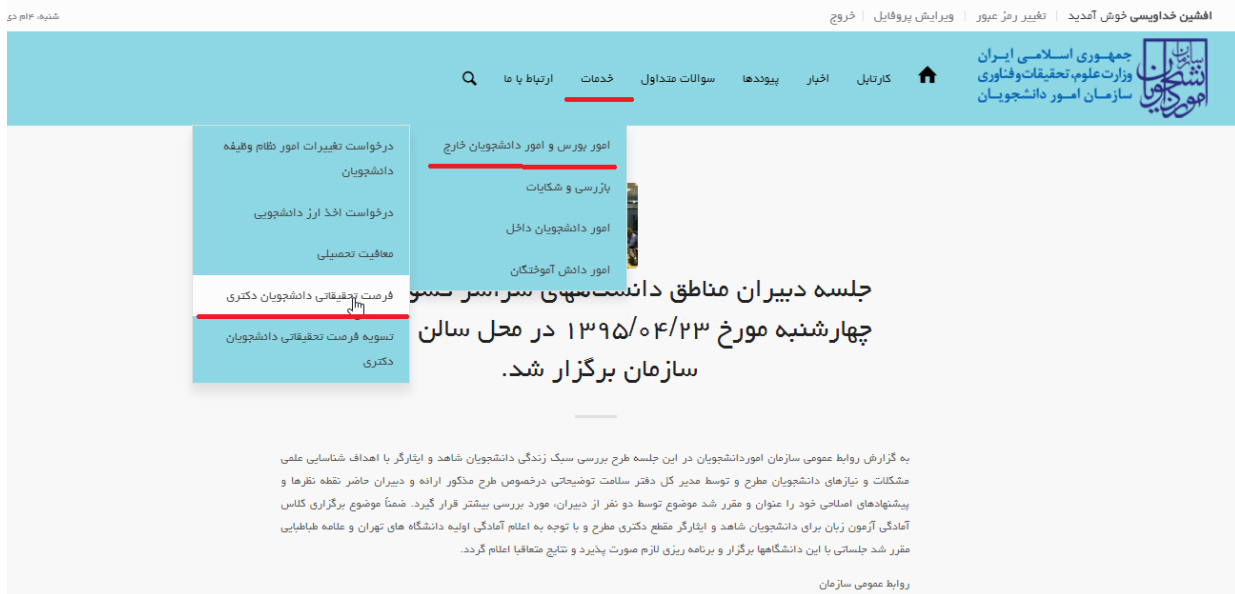 افشین خداویسی خوش آمدید | تغییر رمز عبور | ویرایش پروفایل | خروج
شنبه، ۴ام دی
جمهـوری اســلامــی ایــران
وزارت علوم، تحقیقات و فناوری
سازمــان امــور دانشجویــان
سازمان امور دانشجویان
کارتابل اخبار پیوندها سوالات متداول خدمات ارتباط با ما
امور بورس و امور دانشجویان خارج
بازرسی و شکایات
امور دانشجویان داخل
امور دانش آموختگان
درخواست تغییرات امور نظام وظیفه
دانشجویان
درخواست اخذ ارز دانشجویی
معافیت تحصیلی
فرصت تحقیقاتی دانشجویان دکتری
تسویه فرصت تحقیقاتی دانشجویان
دکتری
جلسه دبیران مناطق
چهارشنبه مورخ ۱۳۹۵/۰۴/۲۳ در محل سالن
سازمان برگزار شد.
به گزارش روابط عمومی سازمان اموردانشجویان در این جلسه طرح بررسی سبک زندگی دانشجویان شاهد و ایثارگر با اهداف شناسایی علمی
مشکلات و نیازهای دانشجویان مطرح و توسط مدیر کل دفتر سلامت توضیحاتی درخصوص طرح مذکور ارائه و دبیران حاضر نقطه نظرها و
پیشنهادهای اصلاحی خود را عنوان و مقرر شد موضوع توسط دو نفر از دبیران، مورد بررسی بیشتر قرار گیرد. ضمناً موضوع برگزاری کلاس
آمادگی آزمون زبان برای دانشجویان شاهد و ایثارگر مقطع دکتری مطرح و با توجه به اعلام آمادگی اولیه دانشگاه های تهران و علامه طباطبایی
مقرر شد جلساتی با این دانشگاهها برگزار و برنامه ریزی لازم صورت پذیرد و نتایج متعاقبا اعلام گردد.
روابط عمومی سازمان